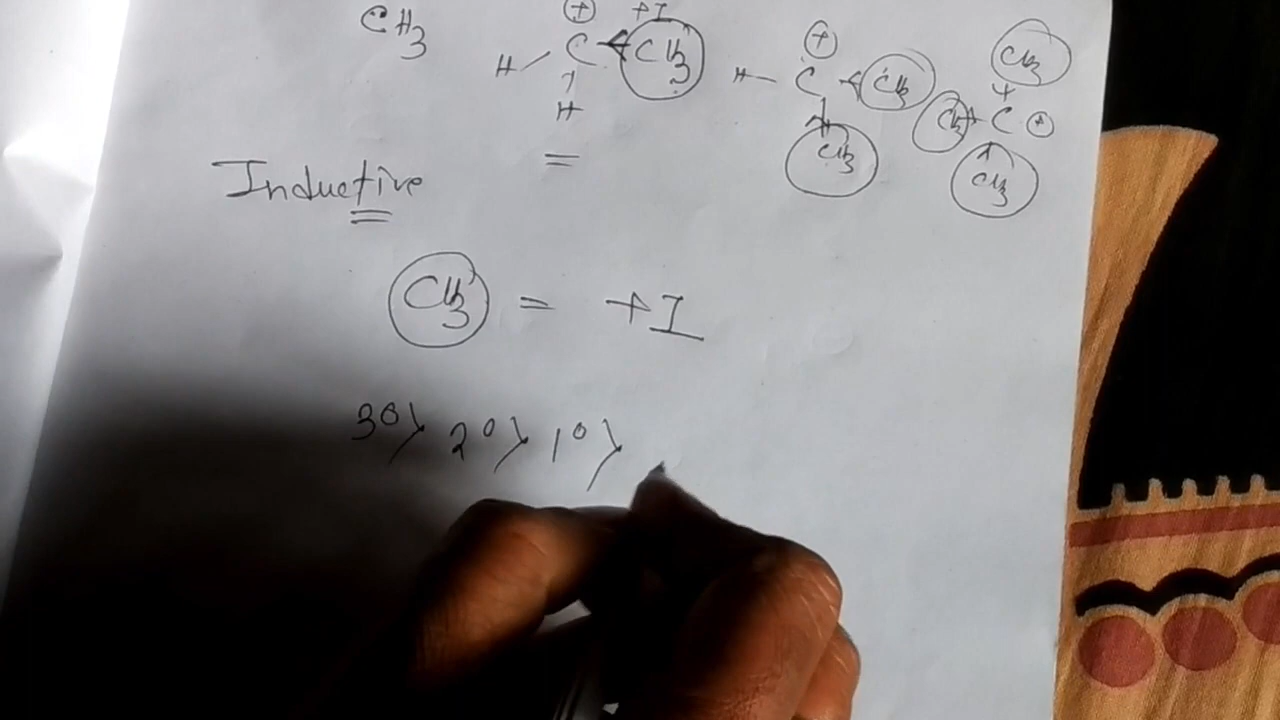 CH3 H C + H +I CH3 H C + CH3 CH3 CH3 CH3 C + CH3
Inductive
CH3 = +I
3° > 2° > 1° >